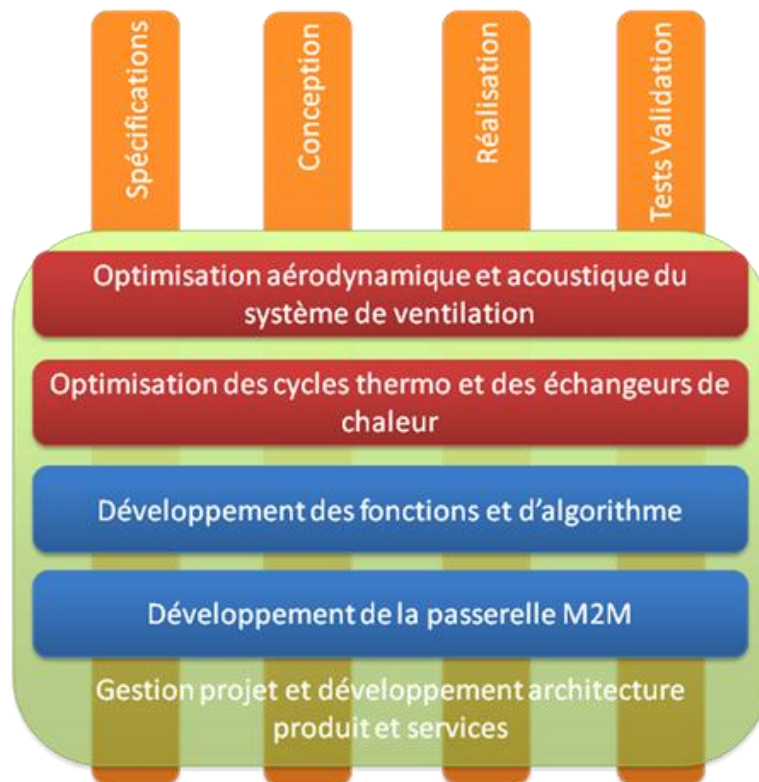 Spécifications
Conception
Réalisation
Tests Validation
Optimisation aérodynamique et acoustique du
système de ventilation
Optimisation des cycles thermo et des échangeurs de
chaleur
Développement des fonctions et d'algorithme
Développement de la passerelle M2M
Gestion projet et développement architecture
produit et services